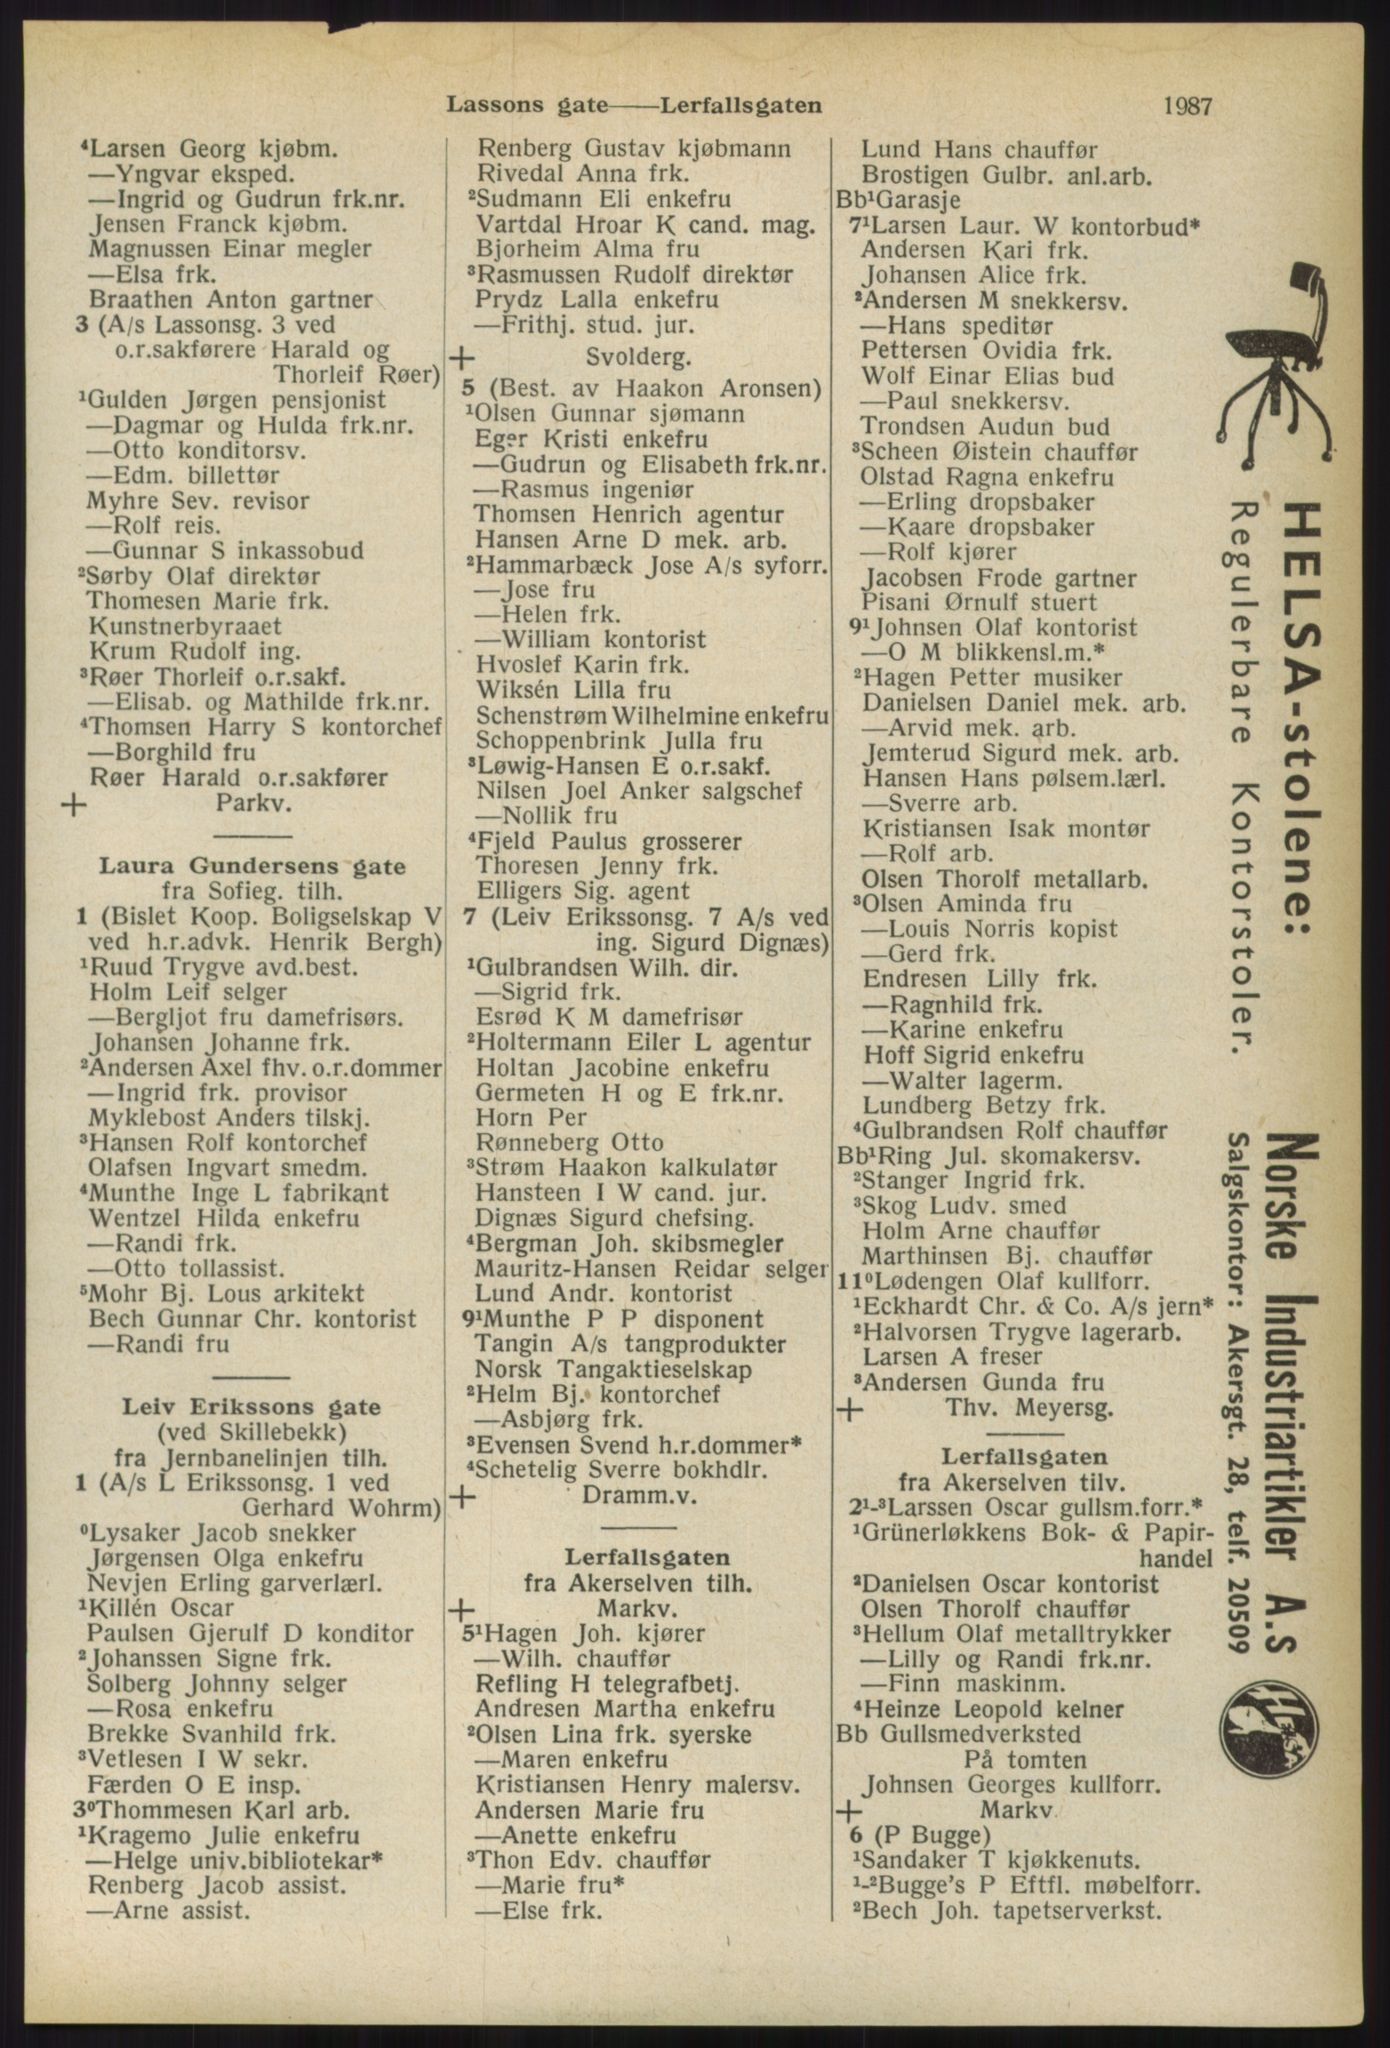 Lassons gate——Lerfallsgaten 1987
⁴Larsen Georg kjøbm.
—Yngvar eksped.
—Ingrid og Gudrun frk.nr.
Jensen Franck kjøbm.
Magnussen Einar megler
—Elsa frk.
Braathen Anton gartner
3 (A/s Lassonsg. 3 ved
o.r.sakførere Harald og
Thorleif Røer)
¹Gulden Jørgen pensjonist
—Dagmar og Hulda frk.nr.
—Otto konditorsv.
—Edm. billettør
Myhre Sev. revisor
—Rolf reis.
—Gunnar S inkassobud
²Sørby Olaf direktør
Thomesen Marie frk.
Kunstnerbyraaet
Krum Rudolf ing.
³Røer Thorleif o.r.sakf.
—Elisab. og Mathilde frk.nr.
⁴Thomsen Harry S kontorchef
—Borghild fru
Røer Harald o.r.sakfører
+ Parkv.
Laura Gundersens gate
fra Sofieg. tilh.
1 (Bislet Koop. Boligselskap V
ved h.r.advk. Henrik Bergh)
¹Ruud Trygve avd.best.
Holm Leif selger
—Bergljot fru damefrisørs.
Johansen Johanne frk.
²Andersen Axel fhv. o.r.dommer
—Ingrid frk. provisor
Myklebost Anders tilskj.
³Hansen Rolf kontorchef
Olafsen Ingvart smedm.
⁴Munthe Inge L fabrikant
Wentzel Hilda enkefru
—Randi frk.
—Otto tollassist.
⁵Mohr Bj. Lous arkitekt
Bech Gunnar Chr. kontorist
—Randi fru
Leiv Erikssons gate
(ved Skillebekk)
fra Jernbanelinjen tilh.
1 (A/s L Erikssonsg. 1 ved
Gerhard Wohrm)
⁰Lysaker Jacob snekker
Jørgensen Olga enkefru
Nevjen Erling garverlærl.
¹Killén Oscar
Paulsen Gjerulf D konditor
²Johanssen Signe frk.
Solberg Johnny selger
—Rosa enkefru
Brekke Svanhild frk.
³Vetlesen I W sekr.
Færden O E insp.
3⁰Thommesen Karl arb.
¹Kragemo Julie enkefru
—Helge univ.bibliotekar*
Renberg Jacob assist.
—Arne assist.
Renberg Gustav kjøbmann
Rivedal Anna frk.
²Sudmann Eli enkefru
Vartdal Hroar K cand. mag.
Bjorheim Alma fru
³Rasmussen Rudolf direktør
Prydz Lalla enkefru
—Frithj. stud. jur.
+ Svolderg.
5 (Best. av Haakon Aronsen)
¹Olsen Gunnar sjømann
Eger Kristi enkefru
—Gudrun og Elisabeth frk.nr.
—Rasmus ingeniør
Thomsen Henrich agentur
Hansen Arne D mek. arb.
²Hammarbæck Jose A/s syforr.
—Jose fru
—Helen frk.
—William kontorist
Hvoslef Karin frk.
Wiksén Lilla fru
Schenstrøm Wilhelmine enkefru
Schoppenbrink Julla fru
³Løwig-Hansen E o.r.sakf.
Nilsen Joel Anker salgschef
—Nollik fru
⁴Fjeld Paulus grosserer
Thoresen Jenny frk.
Elligers Sig. agent
7 (Leiv Erikssonsg. 7 A/s ved
ing. Sigurd Dignæs)
¹Gulbrandsen Wilh. dir.
—Sigrid frk.
Esrød K M damefrisør
²Holtermann Eiler L agentur
Holtan Jacobine enkefru
Germeten H og E frk.nr.
Horn Per
Rønneberg Otto
³Strøm Haakon kalkulatør
Hansteen I W cand. jur.
Dignæs Sigurd chefsing.
⁴Bergman Joh. skibsmegler
Mauritz-Hansen Reidar selger
Lund Andr. kontorist
9¹Munthe P P disponent
Tangin A/s tangprodukter
Norsk Tangaktieselskap
²Helm Bj. kontorchef
—Asbjørg frk.
³Evensen Svend h.r.dommer*
⁴Schetelig Sverre bokhdlr.
+ Dramm.v.
Lerfallsgaten
fra Akerselven tilh.
+ Markv.
5¹Hagen Joh. kjører
—Wilh. chauffør
Refling H telegrafbetj.
Andresen Martha enkefru
²Olsen Lina frk. syerske
—Maren enkefru
Kristiansen Henry malersv.
Andersen Marie fru
—Anette enkefru
³Thon Edv. chauffør
—Marie fru*
—Else frk.
Lund Hans chauffør
Brostigen Gulbr. anl.arb.
Bb¹Garasje
7¹Larsen Laur. W kontorbud*
Andersen Kari frk.
Johansen Alice frk.
²Andersen M snekkersv.
—Hans speditør
Pettersen Ovidia frk.
Wolf Einar Elias bud
—Paul snekkersv.
Trondsen Audun bud
³Scheen Øistein chauffør
Olstad Ragna enkefru
—Erling dropsbaker
—Kaare dropsbaker
—Rolf kjører
Jacobsen Frode gartner
Pisani Ørnulf stuert
9¹Johnsen Olaf kontorist
—O M blikkensl.m.*
²Hagen Petter musiker
Danielsen Daniel mek. arb.
—Arvid mek. arb.
Jemterud Sigurd mek. arb.
Hansen Hans pølsem.lærl.
—Sverre arb.
Kristiansen Isak montør
—Rolf arb.
Olsen Thorolf metallarb.
³Olsen Aminda fru
—Louis Norris kopist
—Gerd frk.
Endresen Lilly frk.
—Ragnhild frk.
—Karine enkefru
Hoff Sigrid enkefru
—Walter lagerm.
Lundberg Betzy frk.
⁴Gulbrandsen Rolf chauffør
Bb¹Ring Jul. skomakersv.
²Stanger Ingrid frk.
³Skog Ludv. smed
Holm Arne chauffør
Marthinsen Bj. chauffør
11⁰Lødengen Olaf kullforr.
¹Eckhardt Chr. & Co. A/s jern*
²Halvorsen Trygve lagerarb.
Larsen A freser
³Andersen Gunda fru
+ Thv. Meyersg.
Lerfallsgaten
fra Akerselven tilv.
2¹-³Larssen Oscar gullsm.forr.*
¹Grünerløkkens Bok- & Papir-
handel
²Danielsen Oscar kontorist
Olsen Thorolf chauffør
³Hellum Olaf metalltrykker
—Lilly og Randi frk.nr.
—Finn maskinm.
⁴Heinze Leopold kelner
Bb Gullsmedverksted
På tomten
Johnsen Georges kullforr.
+ Markv.
6 (P Bugge)
¹Sandaker T kjøkkenuts.
¹-²Bugge's P Eftfl. møbelforr.
²Bech Joh. tapetserverkst.
HELSA-stolene:
Regulerbare Kontorstoler.
Norske Industriartikler A.s
Salgskontor: Akersgt. 28, telf. 20509